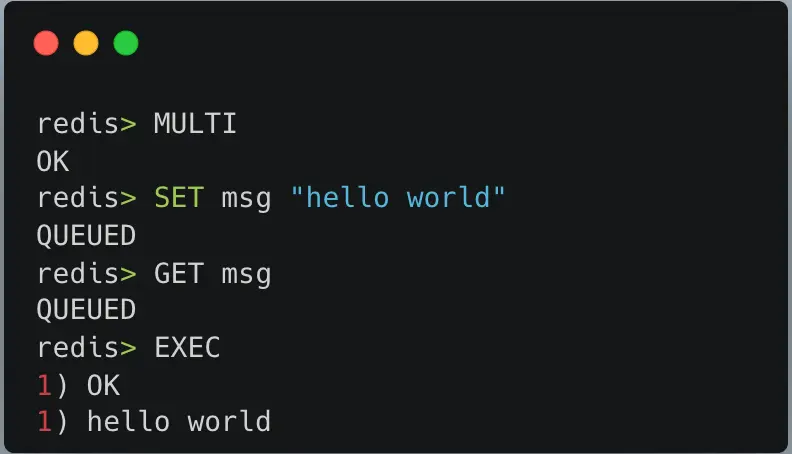 redis> MULTI
OK
redis> SET msg "hello world"
QUEUED
redis> GET msg
QUEUED
redis> EXEC
1) OK
1) hello world